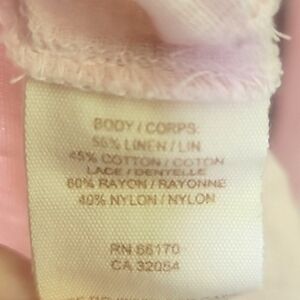 BODY / CORPS:
55% LINEN / LIN
45% COTTON / COTON
LACE / DENTELLE
60% RAYON / RAYONNE
40% NYLON / NYLON
RN 66170
CA 32054